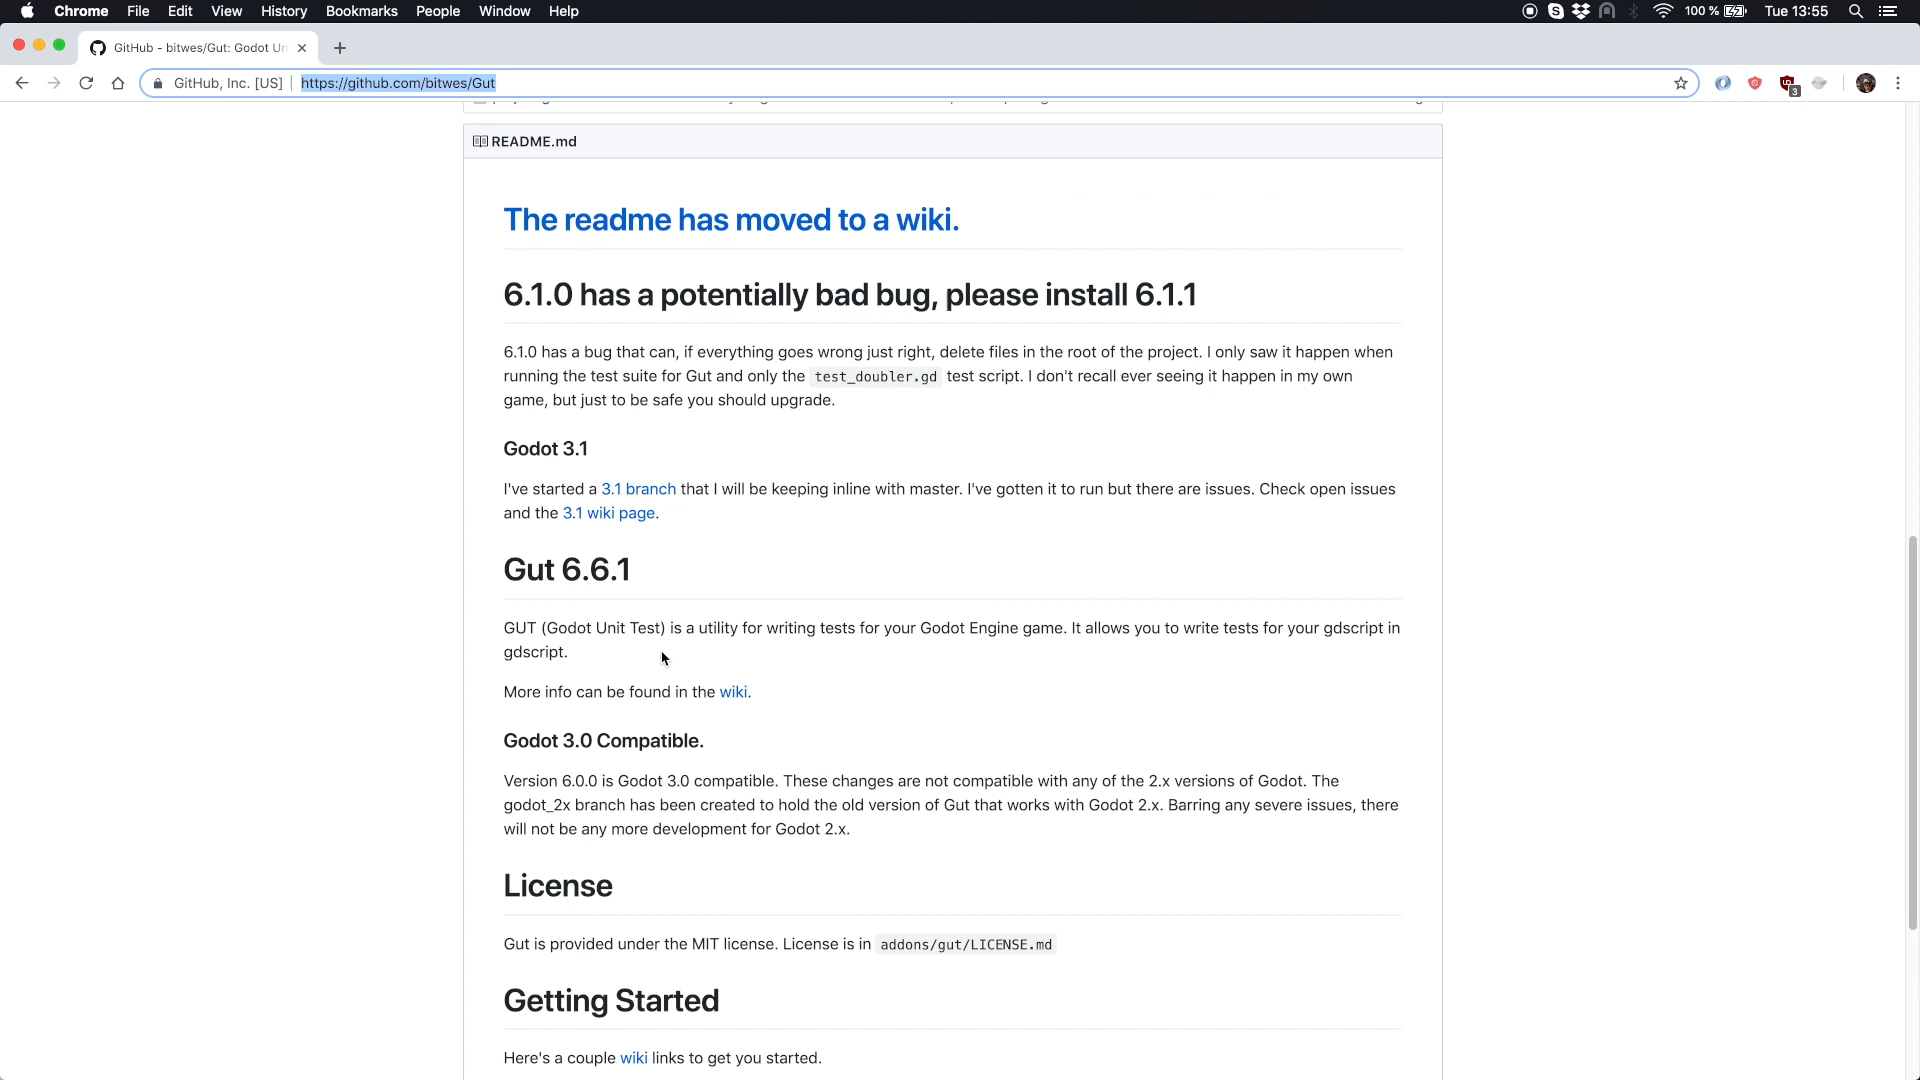 Chrome File Edit View History Bookmarks People Window Help 100 % Tue 13:55
GitHub - bitwes/Gut: Godot Un
GitHub, Inc. [US] https://github.com/bitwes/Gut 3
README.md
The readme has moved to a wiki.
6.1.0 has a potentially bad bug, please install 6.1.1
6.1.0 has a bug that can, if everything goes wrong just right, delete files in the root of the project. I only saw it happen when
running the test suite for Gut and only the test_doubler.gd test script. I don't recall ever seeing it happen in my own
game, but just to be safe you should upgrade.
Godot 3.1
I've started a 3.1 branch that I will be keeping inline with master. I've gotten it to run but there are issues. Check open issues
and the 3.1 wiki page.
Gut 6.6.1
GUT (Godot Unit Test) is a utility for writing tests for your Godot Engine game. It allows you to write tests for your gdscript in
gdscript.
More info can be found in the wiki.
Godot 3.0 Compatible.
Version 6.0.0 is Godot 3.0 compatible. These changes are not compatible with any of the 2.x versions of Godot. The
godot_2x branch has been created to hold the old version of Gut that works with Godot 2.x. Barring any severe issues, there
will not be any more development for Godot 2.x.
License
Gut is provided under the MIT license. License is in addons/gut/LICENSE.md
Getting Started
Here's a couple wiki links to get you started.